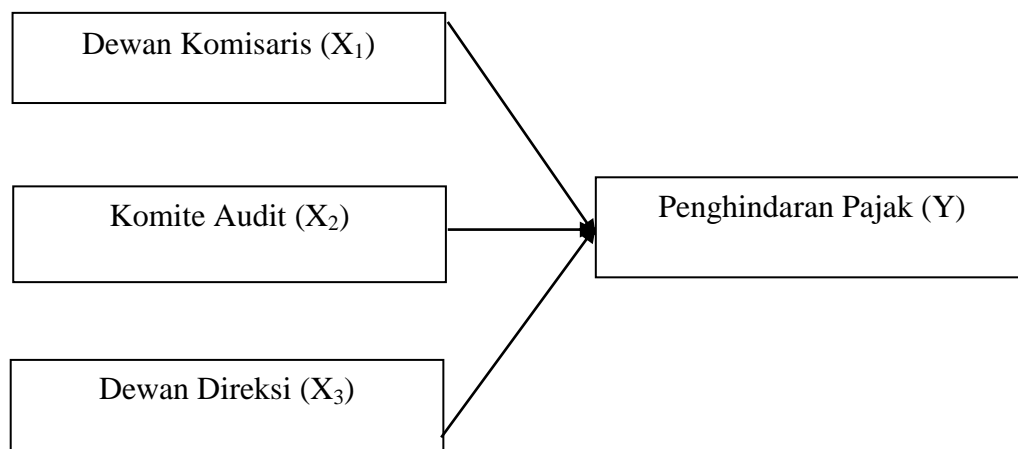 Dewan Komisaris (X₁)
Komite Audit (X₂)
Penghindaran Pajak (Y)
Dewan Direksi (X₃)